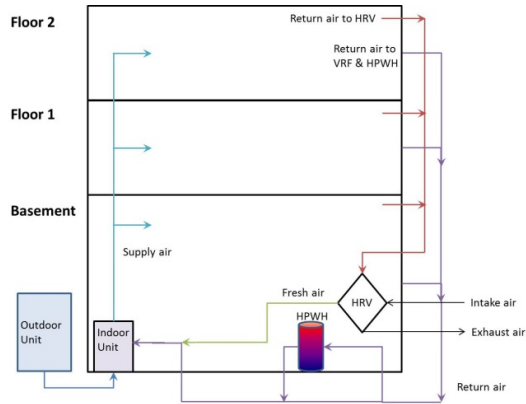 Floor 2
Return air to HRV
Return air to
VRF & HPWH
Floor 1
Basement
Supply air
Fresh air
HRV
Intake air
Outdoor
Unit
Indoor
Unit
HPWH
Exhaust air
Return air